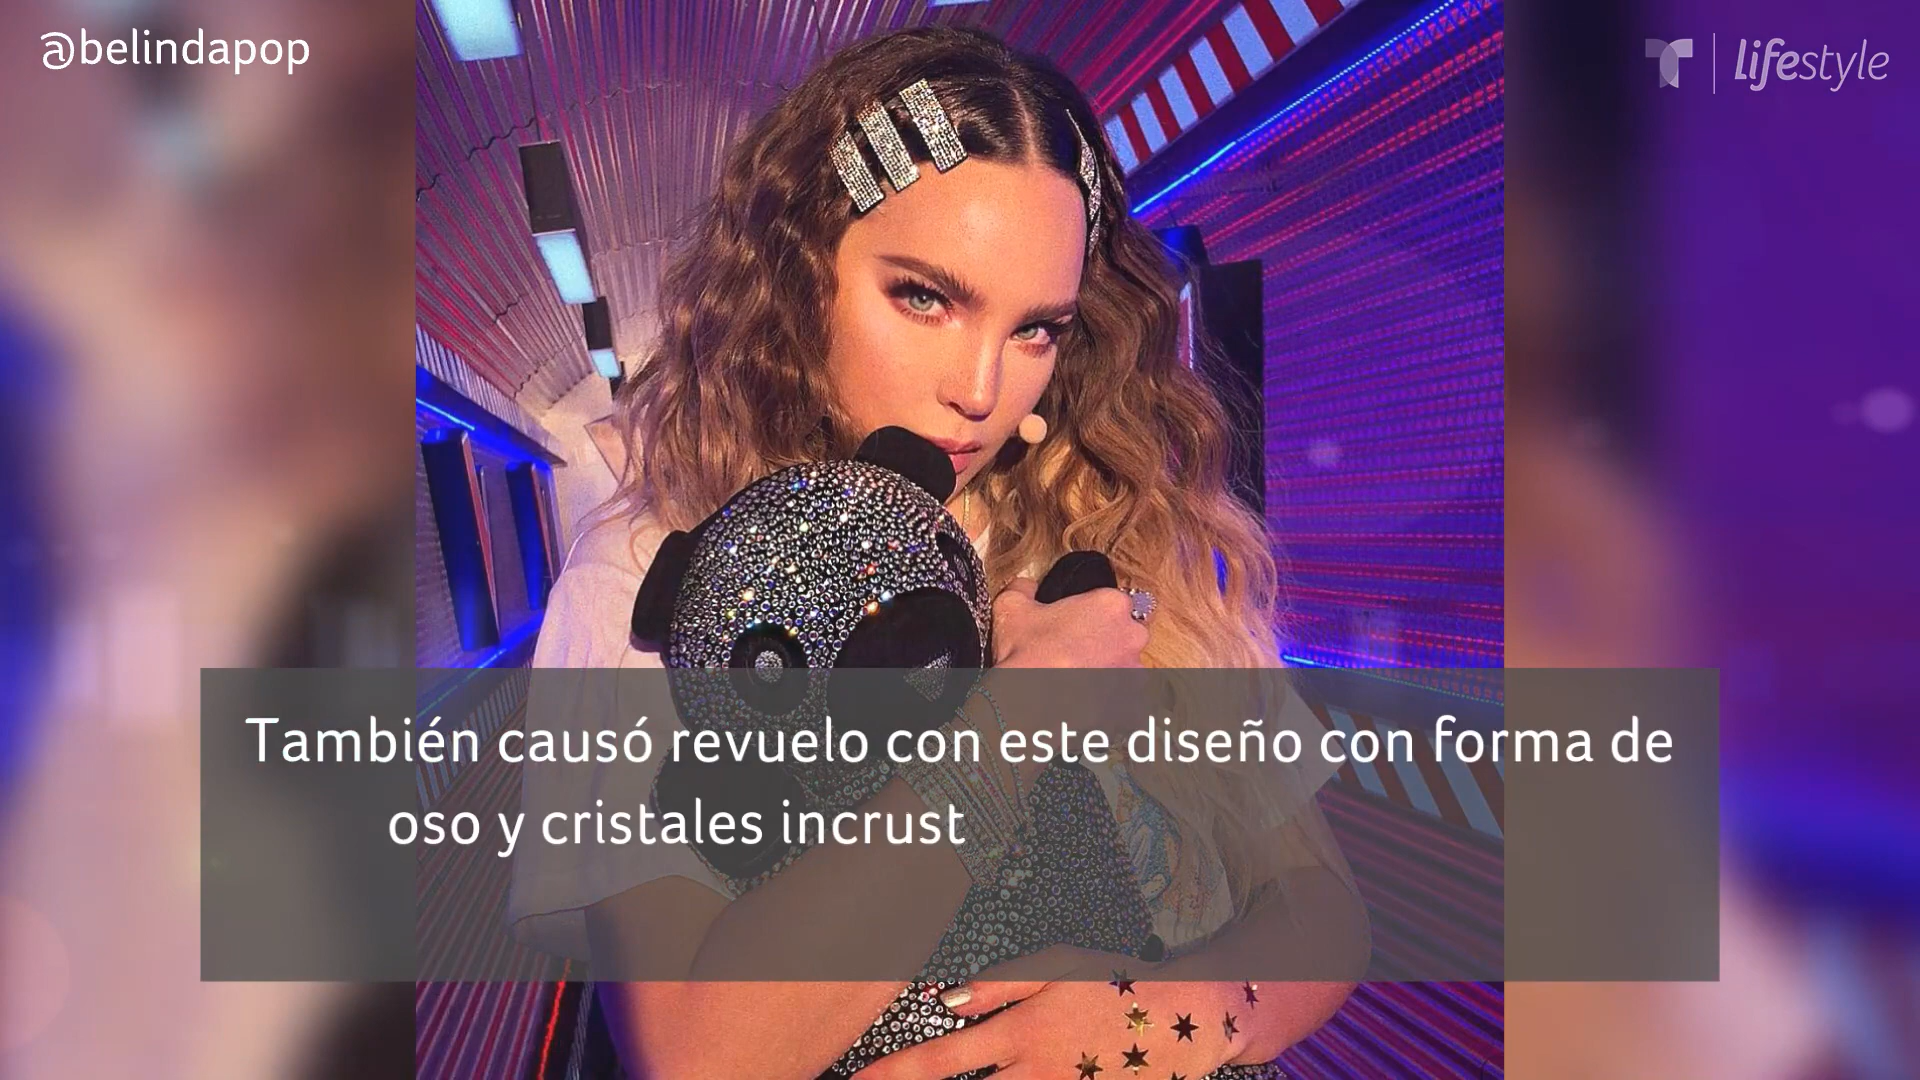 @belindapop
lifestyle
También causó revuelo con este diseño con forma de
oso y cristales incrust